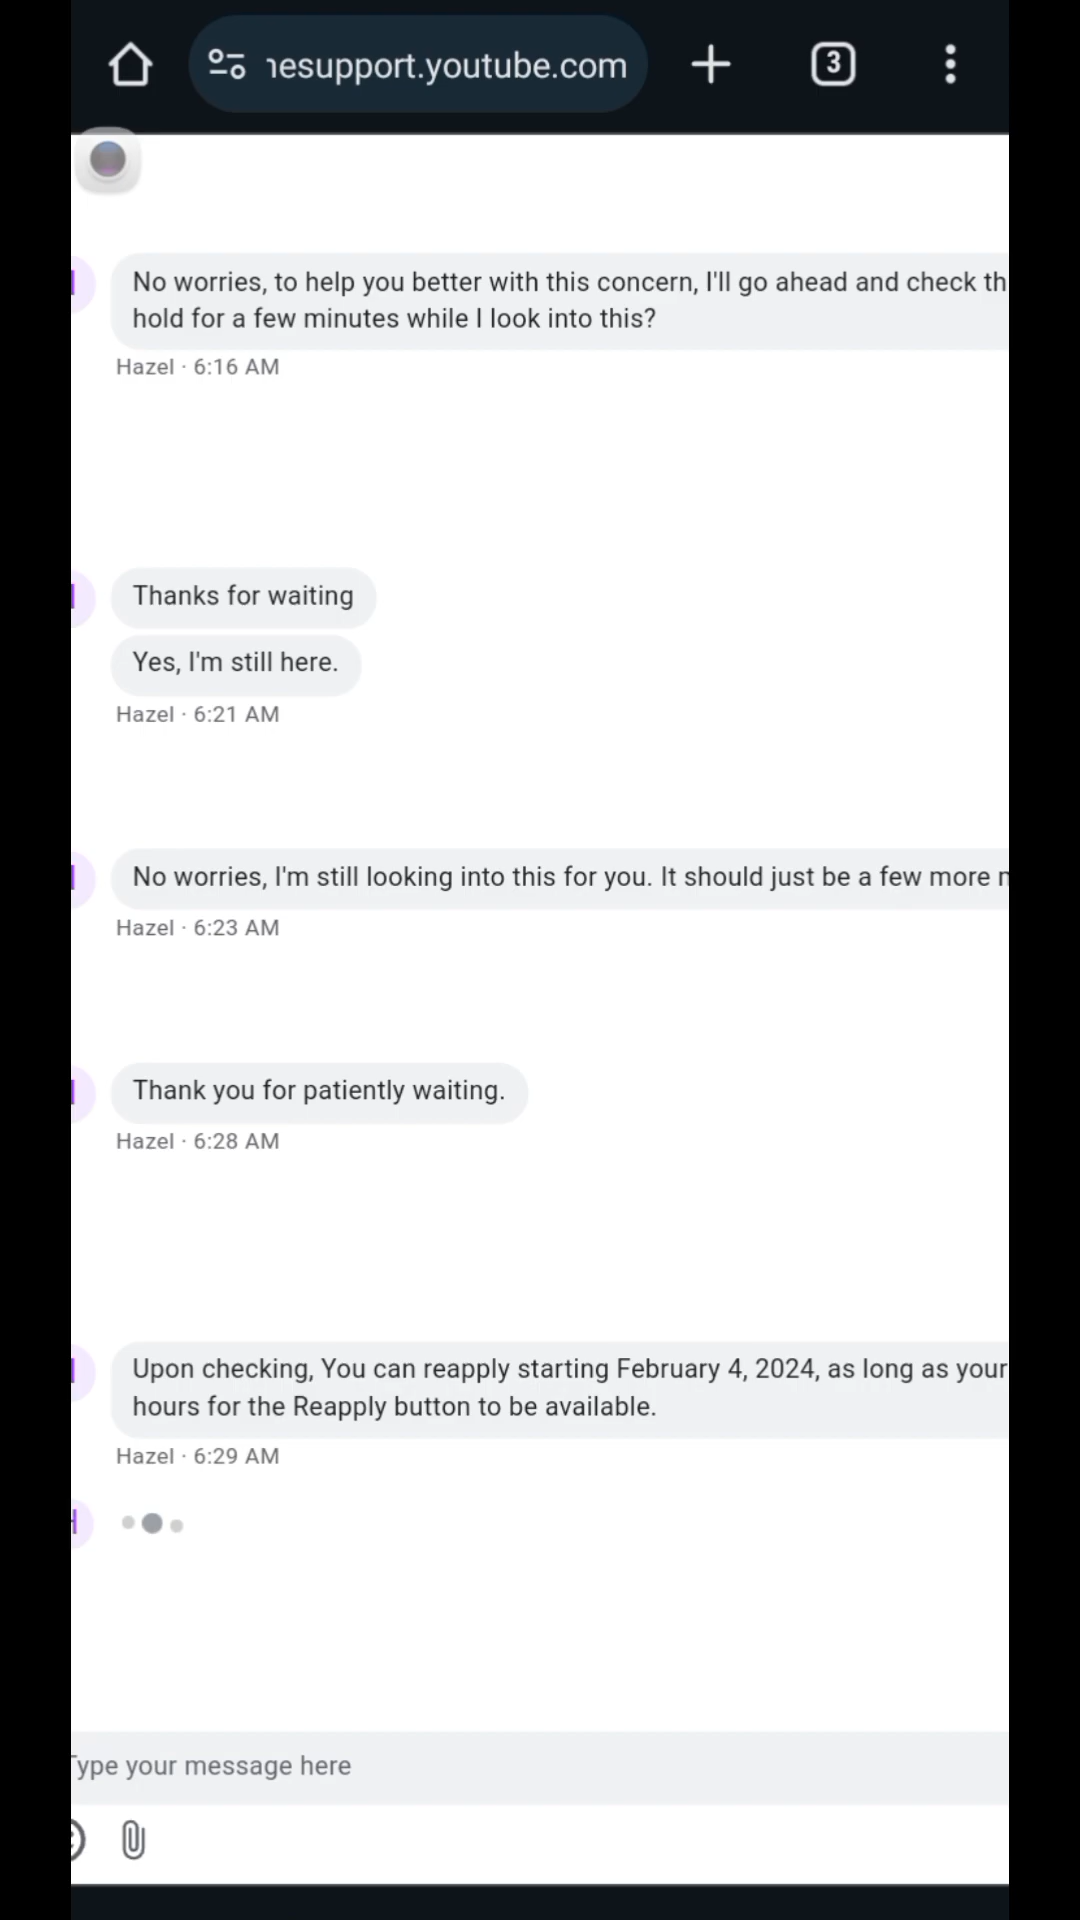 esupport.youtube.com
3
No worries, to help you better with this concern, I'll go ahead and check th
hold for a few minutes while I look into this?
Hazel · 6:16 AM
Thanks for waiting
Yes, I'm still here.
Hazel · 6:21 AM
No worries, I'm still looking into this for you. It should just be a few more
Hazel · 6:23 AM
Thank you for patiently waiting.
Hazel · 6:28 AM
Upon checking, You can reapply starting February 4, 2024, as long as your
hours for the Reapply button to be available.
Hazel · 6:29 AM
H
Type your message here